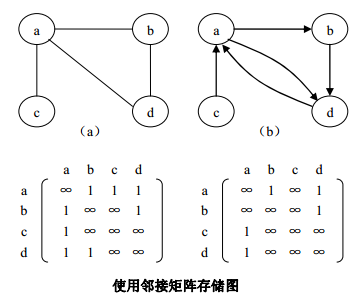 a b a b
c d c d
(a) (b)
a b c d a b c d
a ∞ 1 1 1 a ∞ 1 ∞ 1
b 1 ∞ ∞ 1 b ∞ ∞ ∞ 1
c 1 ∞ ∞ ∞ c 1 ∞ ∞ ∞
d 1 1 ∞ ∞ d 1 ∞ ∞ ∞
使用邻接矩阵存储图